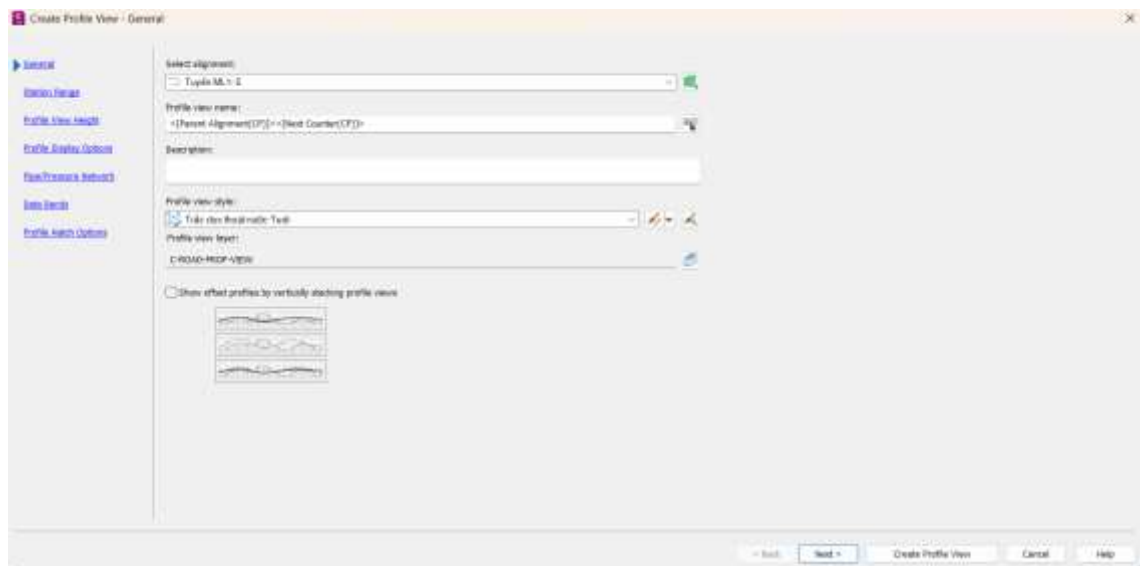 Create Profile View - General
General
Station Range
Profile View Height
Profile Display Options
Pipe/Pressure Network
Data Bands
Profile Hatch Options
Select alignment:
Profile view name:
<[Parent Alignment(CP)]><[Next Counter(CP)]>
Description:
Profile view style:
Profile view layer:
C-ROAD-PROF-VIEW
Show offset profiles by vertically stacking profile views
< Back
Next >
Create Profile View
Cancel
Help